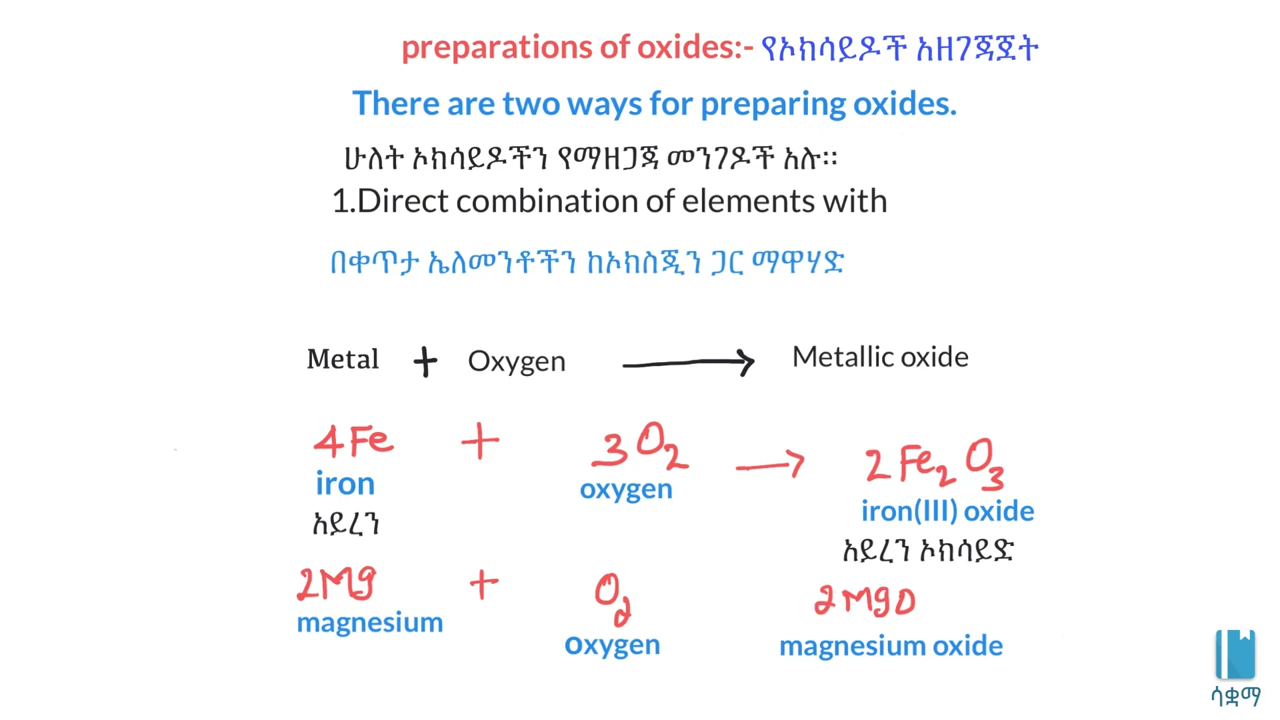 preparations of oxides:- የኦክሳይዶች አዘገጃጀት
There are two ways for preparing oxides.
ሁለት ኦክሳይዶችን የማዘጋጃ መንገዶች አሉ።
1.Direct combination of elements with
በቀጥታ ኤለመንቶችን ከኦክስጂን ጋር ማዋሃድ
Metal + Oxygen ⟶ Metallic oxide
4Fe + 3O₂ → 2Fe₂O₃
iron oxygen iron(III) oxide
አይረን አይረን ኦክሳይድ
2Mg + O₂ 2MgO
magnesium oxygen magnesium oxide
ሳቋማ